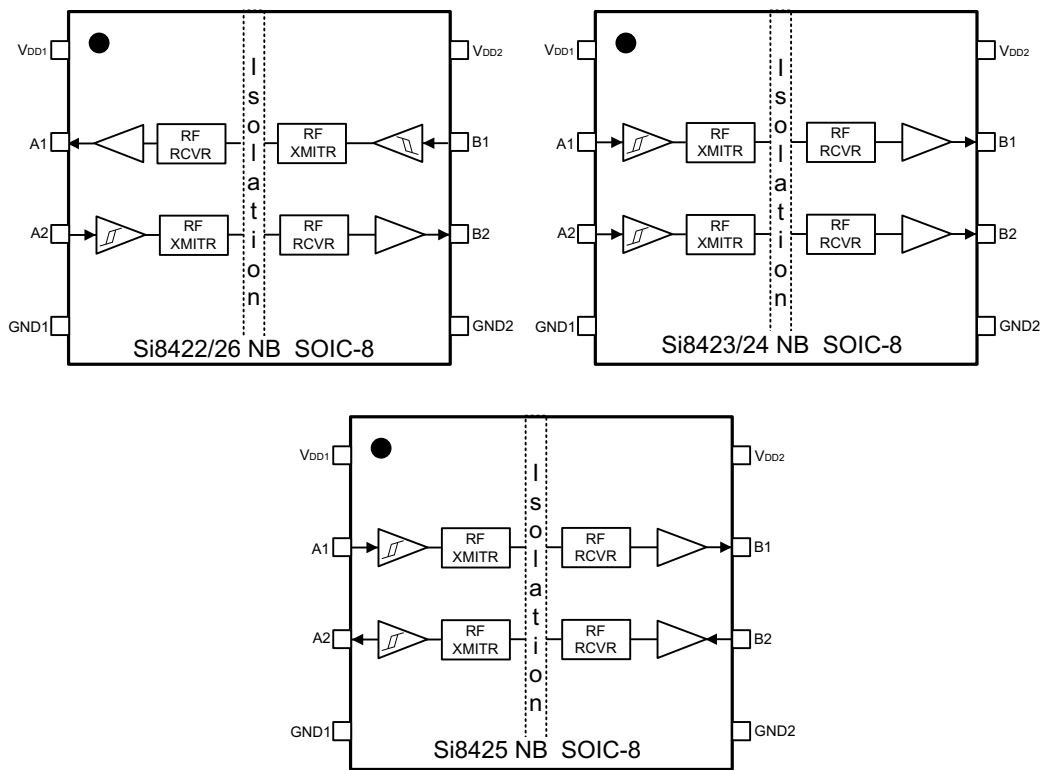 VDD1
VDD2
A1
RF
RCVR
RF
XMITR
B1
A2
RF
XMITR
RF
RCVR
B2
Isolation
GND1
GND2
Si8422/26 NB SOIC-8
VDD1
VDD2
A1
RF
XMITR
RF
RCVR
B1
A2
RF
XMITR
RF
RCVR
B2
Isolation
GND1
GND2
Si8423/24 NB SOIC-8
VDD1
VDD2
A1
RF
XMITR
RF
RCVR
B1
A2
RF
XMITR
RF
RCVR
B2
Isolation
GND1
GND2
Si8425 NB SOIC-8